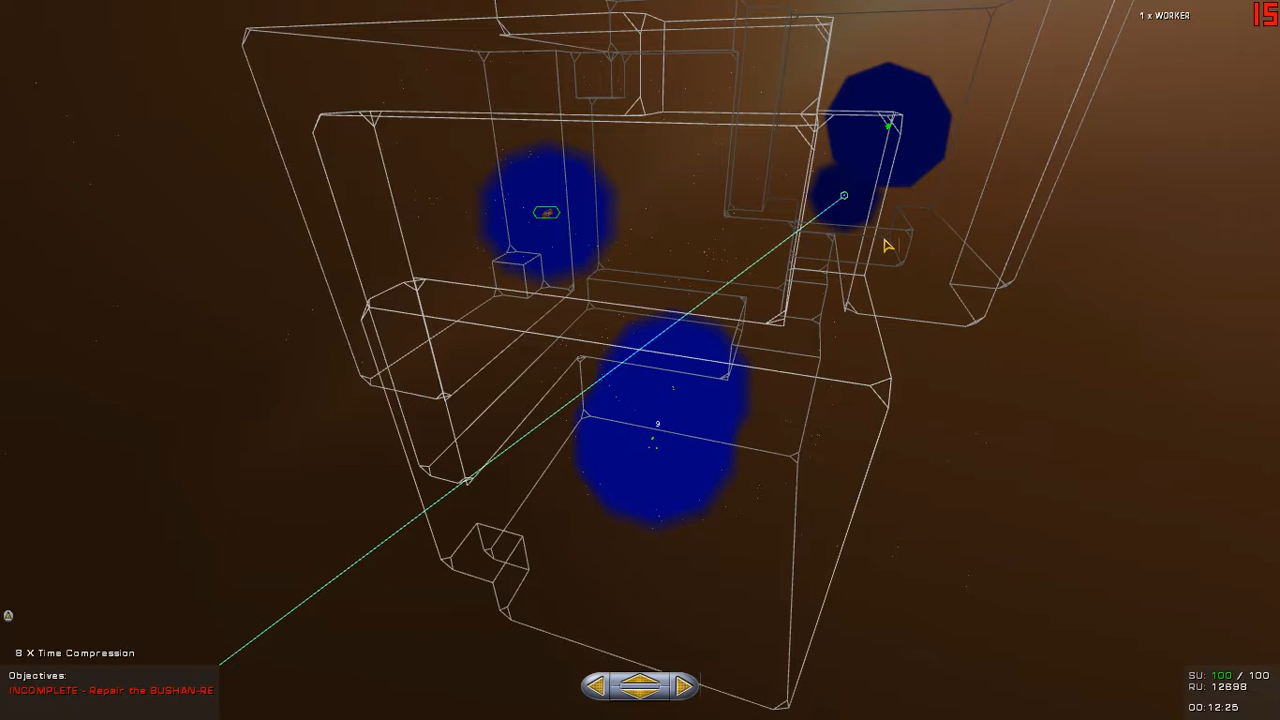 1 x WORKER
15
9
8 X Time Compression
Objectives:
INCOMPLETE - Repair the BUSHAN-RE
SU: 100 / 100
RU: 12698
00:12:25